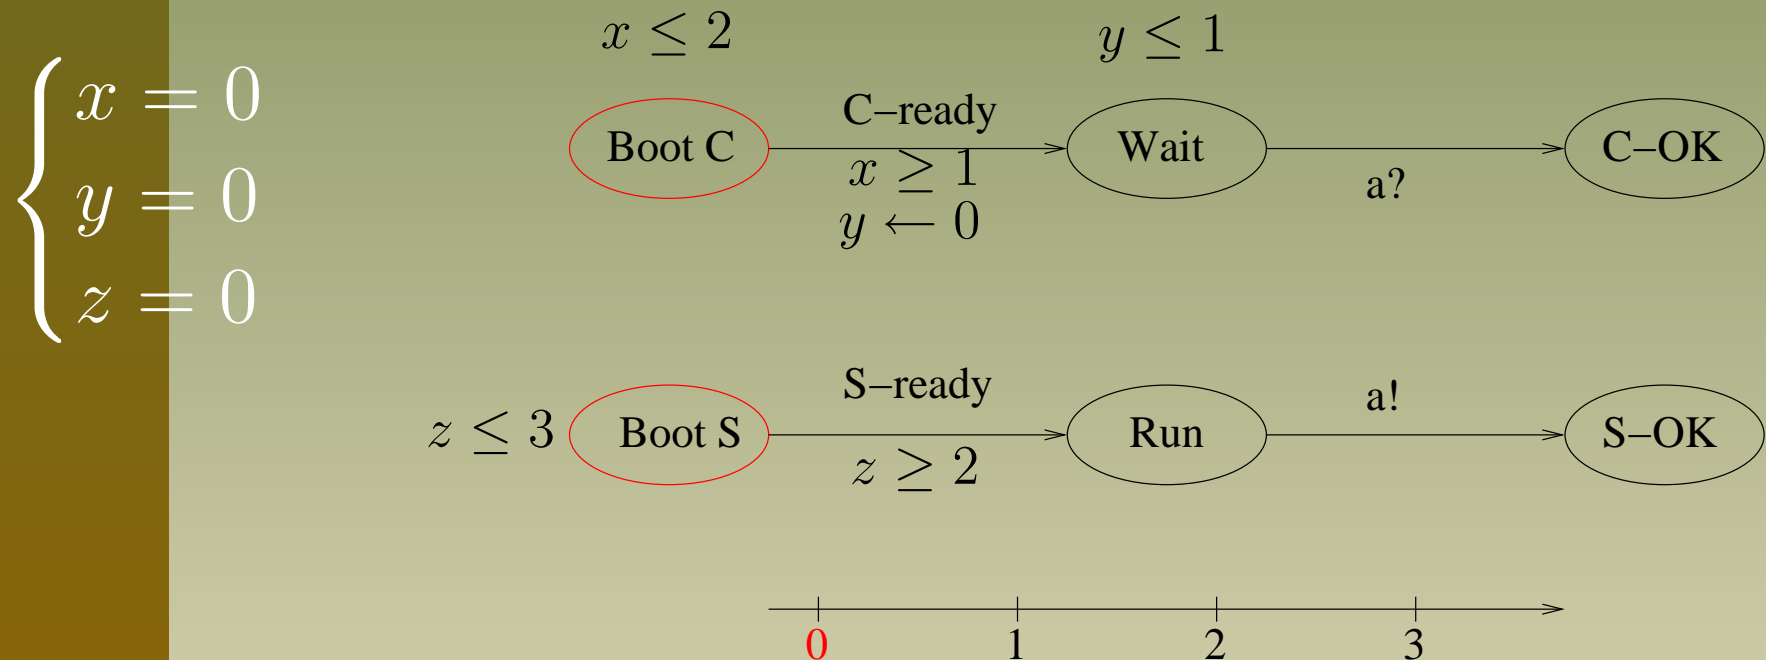 x = 0
y = 0
z = 0
x ≤ 2
y ≤ 1
Boot C
C–ready
x ≥ 1
y ← 0
Wait
a?
C–OK
z ≤ 3
Boot S
S–ready
z ≥ 2
Run
a!
S–OK
0 1 2 3